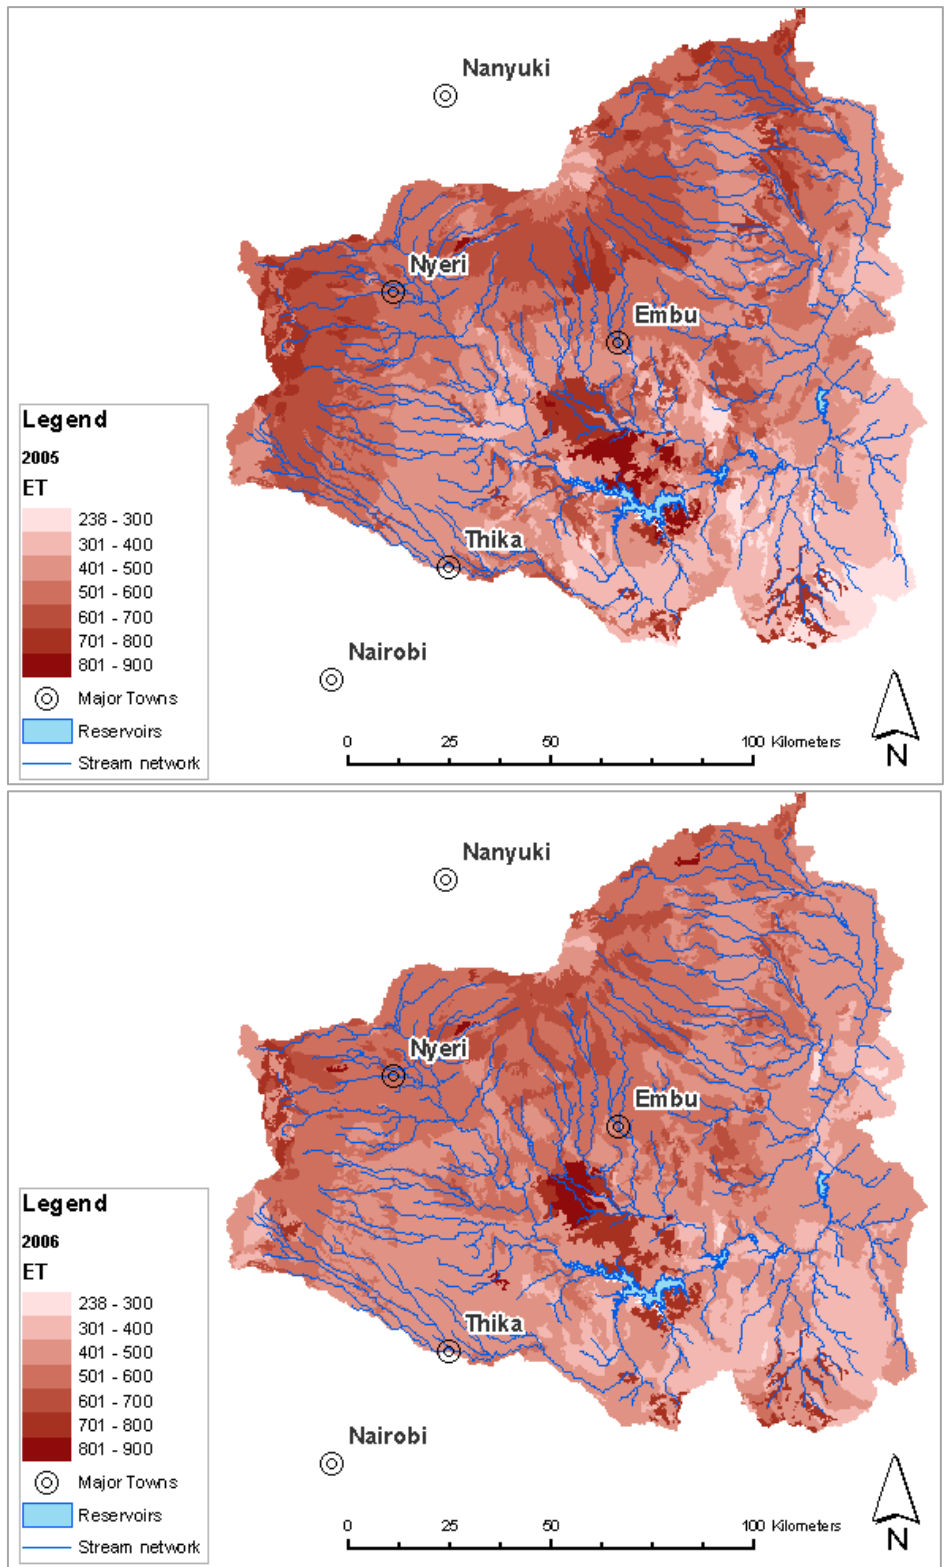 Nanyuki
Nyeri
Embu
Legend
2005
ET
238 - 300
301 - 400
401 - 500
501 - 600
601 - 700
701 - 800
801 - 900
Major Towns
Reservoirs
Stream network
Thika
Nairobi
0 25 50 100 Kilometers
N
Nanyuki
Nyeri
Embu
Legend
2006
ET
238 - 300
301 - 400
401 - 500
501 - 600
601 - 700
701 - 800
801 - 900
Major Towns
Reservoirs
Stream network
Thika
Nairobi
0 25 50 100 Kilometers
N